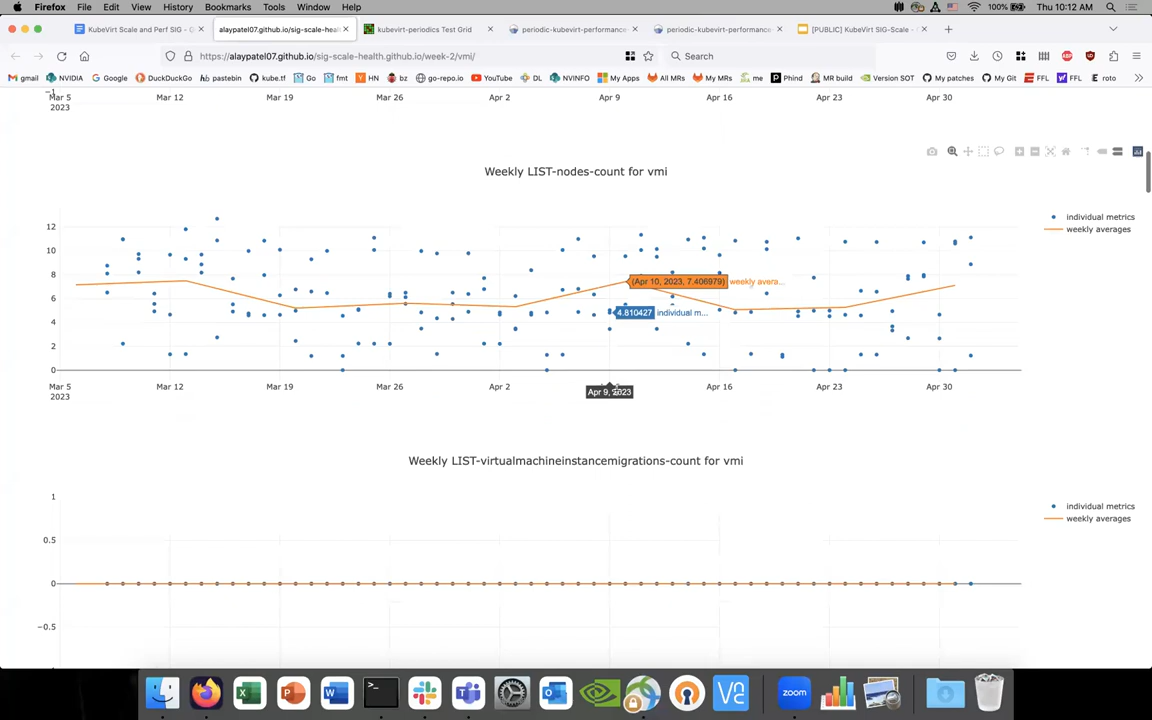 Firefox File Edit View History Bookmarks Tools Window Help 100% Thu 10:12 AM
KubeVirt Scale and Perf SIG - G
alaypatel07.github.io/sig-scale-heal
kubevirt-periodics Test Grid
periodic-kubevirt-performance
periodic-kubevirt-performance
[PUBLIC] KubeVirt SIG-Scale -
https://alaypatel07.github.io/sig-scale-health.github.io/week-2/vmi/
Search
gmail NVIDIA Google DuckDuckGo pastebin kube.tf Go fmt HN bz go-repo.io YouTube DL NVINFO My Apps All MRs My MRs me Phind MR build Version SOT My patches My Git FFL FFL roto
−1
Mar 5 Mar 12 Mar 19 Mar 26 Apr 2 Apr 9 Apr 16 Apr 23 Apr 30
2023
Weekly LIST-nodes-count for vmi
individual metrics
weekly averages
12
10
8
(Apr 10, 2023, 7.406979) weekly avera...
6
4.810427 individual m...
4
2
0
Mar 5 Mar 12 Mar 19 Mar 26 Apr 2 Apr 16 Apr 23 Apr 30
2023
Apr 9, 2023
Weekly LIST-virtualmachineinstancemigrations-count for vmi
1
individual metrics
weekly averages
0.5
0
−0.5
zoom